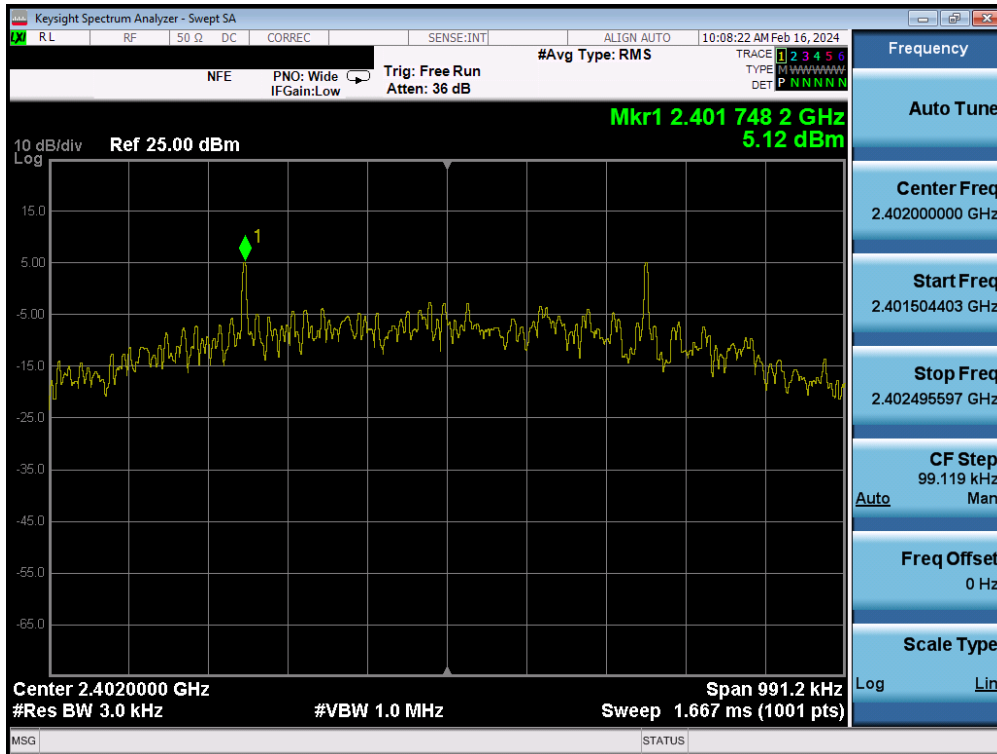 Keysight Spectrum Analyzer - Swept SA
LXI RL RF 50 Ω DC CORREC SENSE:INT ALIGN AUTO 10:08:22 AM Feb 16, 2024
Frequency
#Avg Type: RMS TRACE 1 2 3 4 5 6
NFE PNO: Wide Trig: Free Run TYPE M W W W W W
IFGain:Low Atten: 36 dB DET P N N N N N
Auto Tune
Mkr1 2.401 748 2 GHz
10 dB/div Ref 25.00 dBm 5.12 dBm
Log
1
15.0
5.00
-5.00
-15.0
-25.0
-35.0
-45.0
-55.0
-65.0
Center Freq
2.402000000 GHz
Start Freq
2.401504403 GHz
Stop Freq
2.402495597 GHz
CF Step
99.119 kHz
Auto Man
Freq Offset
0 Hz
Scale Type
Log Lin
Center 2.4020000 GHz Span 991.2 kHz
#Res BW 3.0 kHz #VBW 1.0 MHz Sweep 1.667 ms (1001 pts)
MSG STATUS